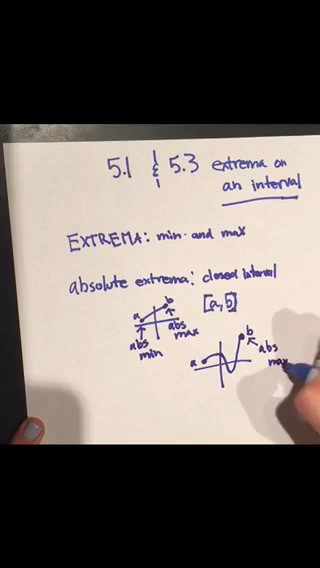 5.1 & 5.3 extrema on
an interval
EXTREMA: min. and max
absolute extrema: closed interval
[a,b]
a b
abs min
abs max
a b
abs max